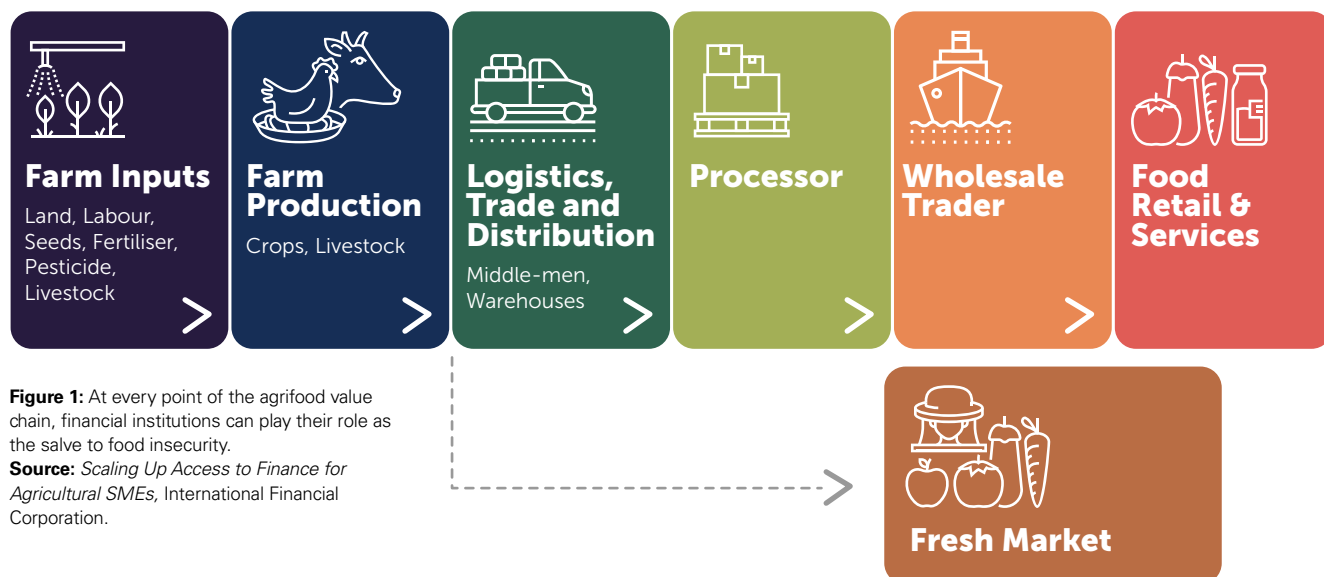 Farm Inputs
Land, Labour,
Seeds, Fertiliser,
Pesticide,
Livestock
Farm
Production
Crops, Livestock
Logistics,
Trade and
Distribution
Middle-men,
Warehouses
Processor
Wholesale
Trader
Food
Retail &
Services
Figure 1: At every point of the agrifood value
chain, financial institutions can play their role as
the salve to food insecurity.
Source: Scaling Up Access to Finance for
Agricultural SMEs, International Financial
Corporation.
Fresh Market